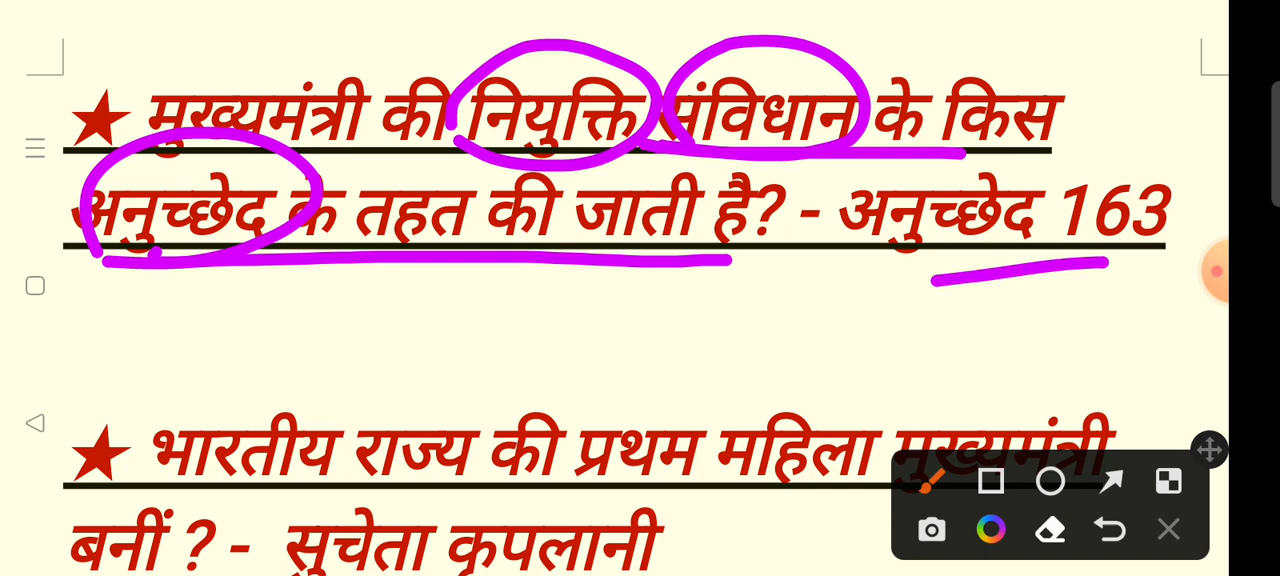 ★ मुख्यमंत्री की नियुक्ति संविधान के किस
अनुच्छेद के तहत की जाती है? - अनुच्छेद 163
★ भारतीय राज्य की प्रथम महिला मुख्यमंत्री
बनीं ? - सुचेता कृपलानी